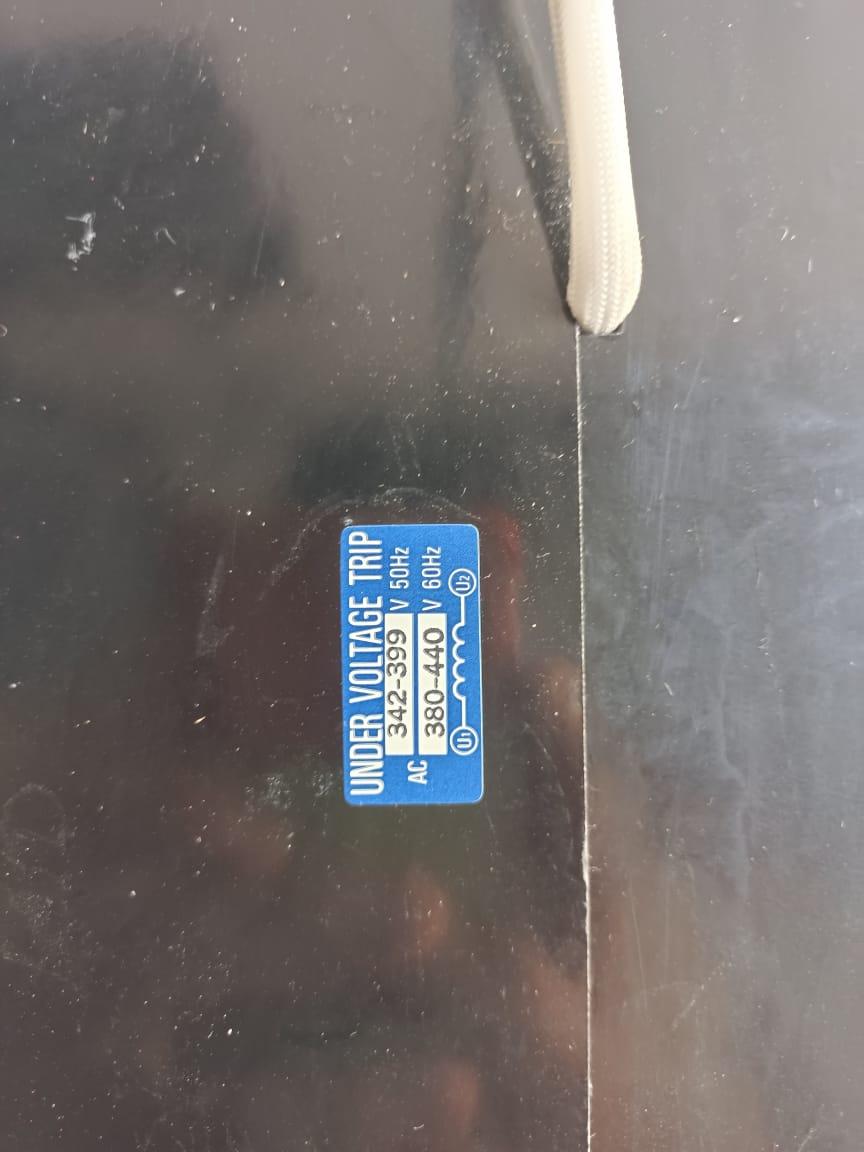 UNDER VOLTAGE TRIP
342-399 V 50Hz
AC
380-440 V 60Hz
U1 U2